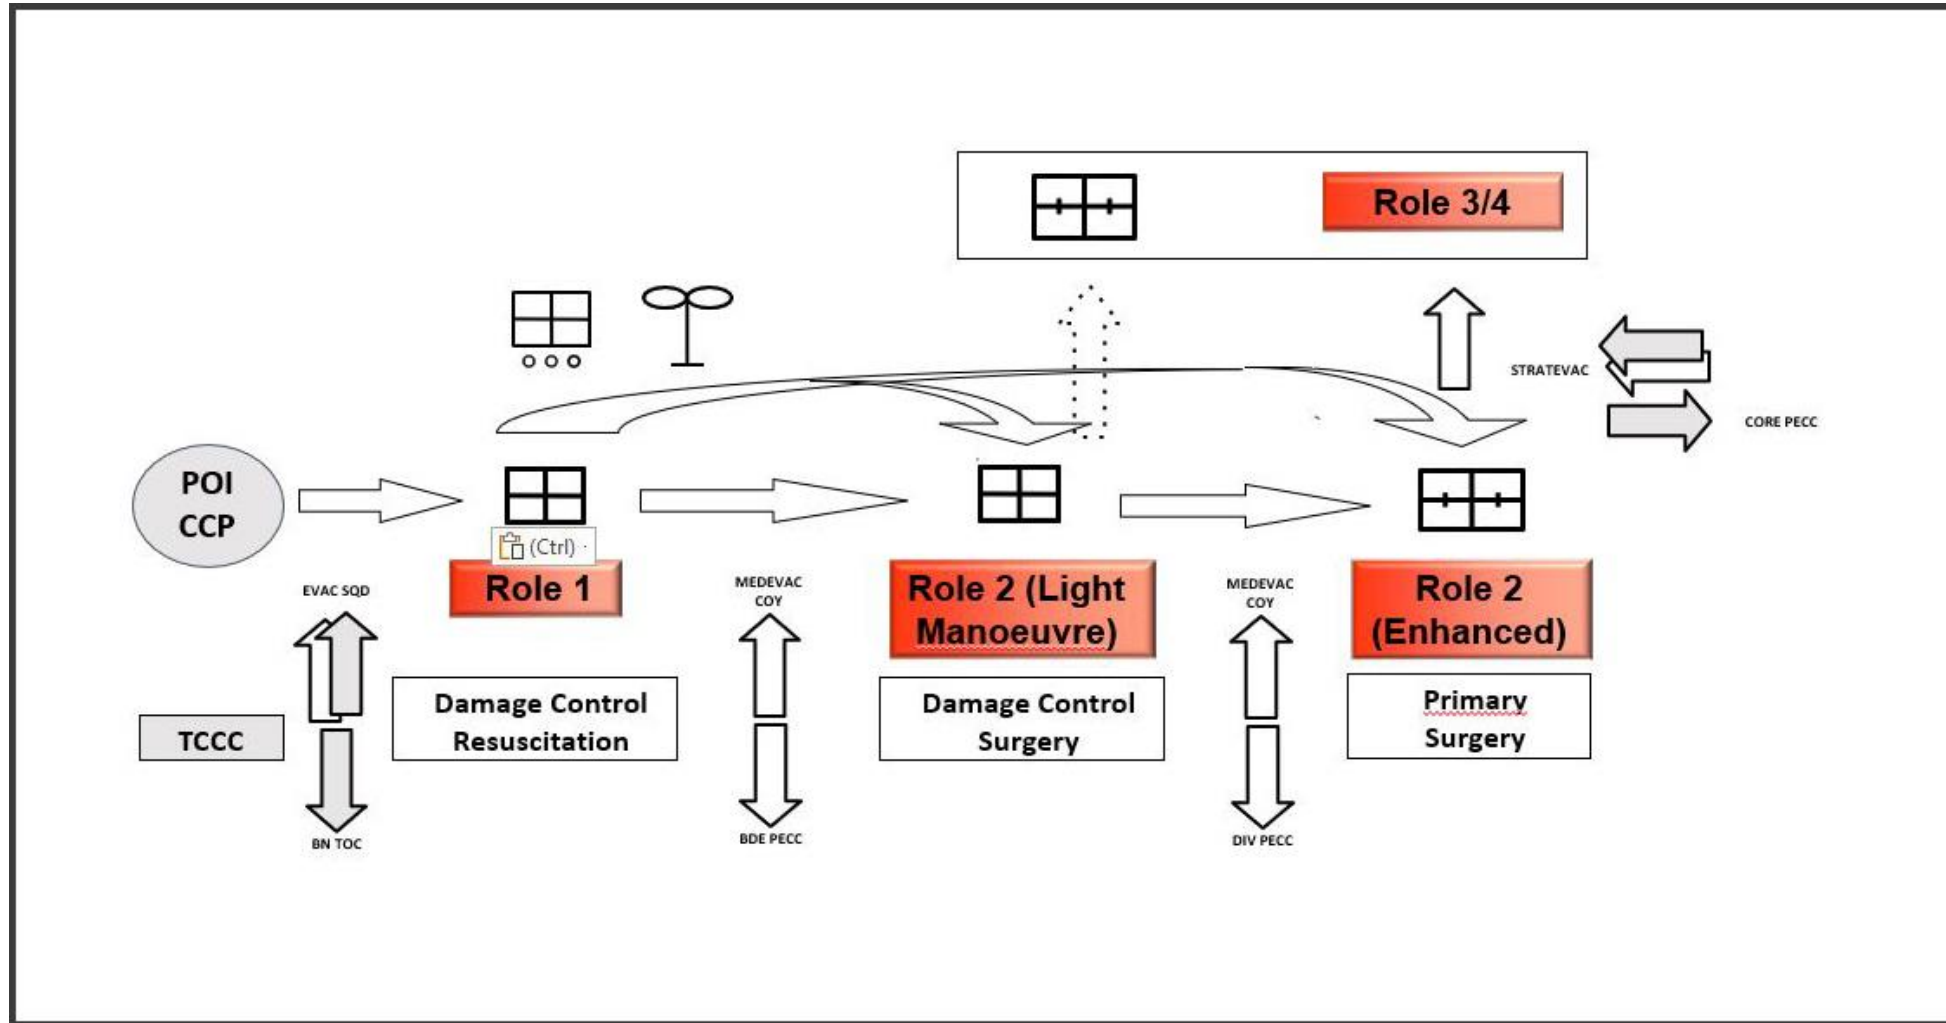 Role 3/4
STRATEVAC
CORE PECC
POI
CCP
(Ctrl)
EVAC SQD
Role 1
MEDEVAC
COY
Role 2 (Light
Manoeuvre)
MEDEVAC
COY
Role 2
(Enhanced)
TCCC
Damage Control
Resuscitation
Damage Control
Surgery
Primary
Surgery
BN TOC
BDE PECC
DIV PECC